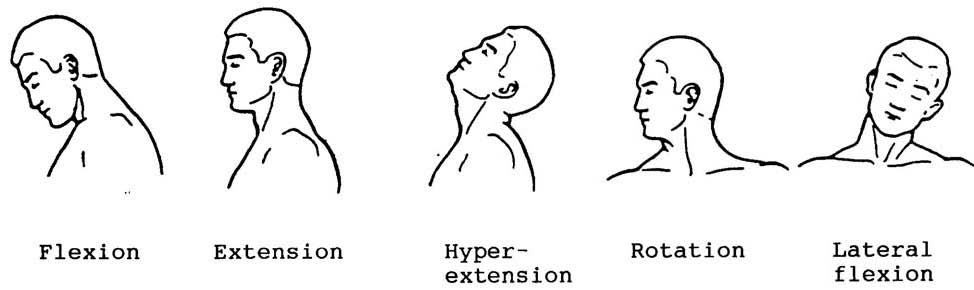 Flexion
Extension
Hyper-
extension
Rotation
Lateral
flexion